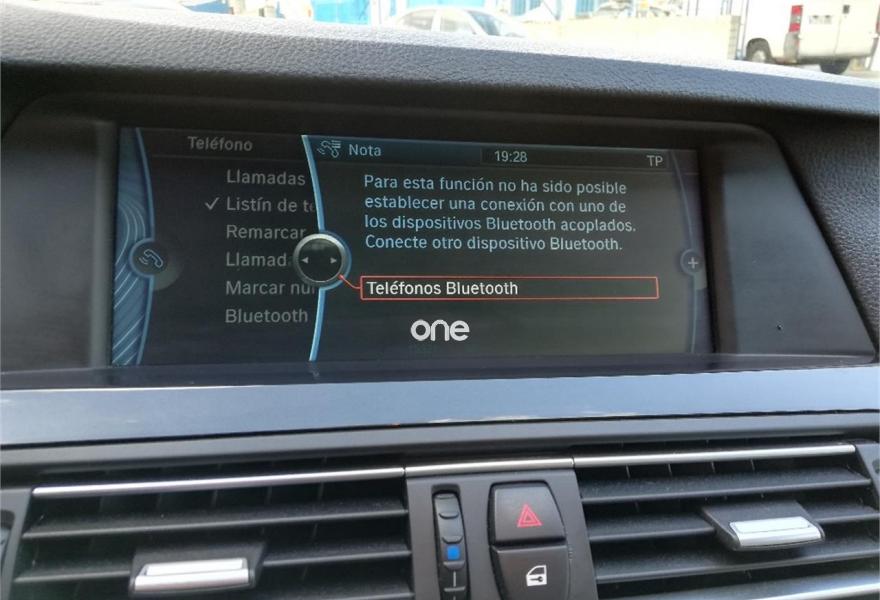 Teléfono
Nota
19:28
TP
Llamadas
✓ Listín de te
Remarcar
Llamad
Marcar nú
Bluetooth
Para esta función no ha sido posible
establecer una conexión con uno de
los dispositivos Bluetooth acoplados.
Conecte otro dispositivo Bluetooth.
Teléfonos Bluetooth
one